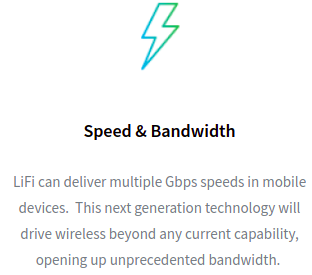 Speed & Bandwidth
LiFi can deliver multiple Gbps speeds in mobile
devices.  This next generation technology will
drive wireless beyond any current capability,
opening up unprecedented bandwidth.